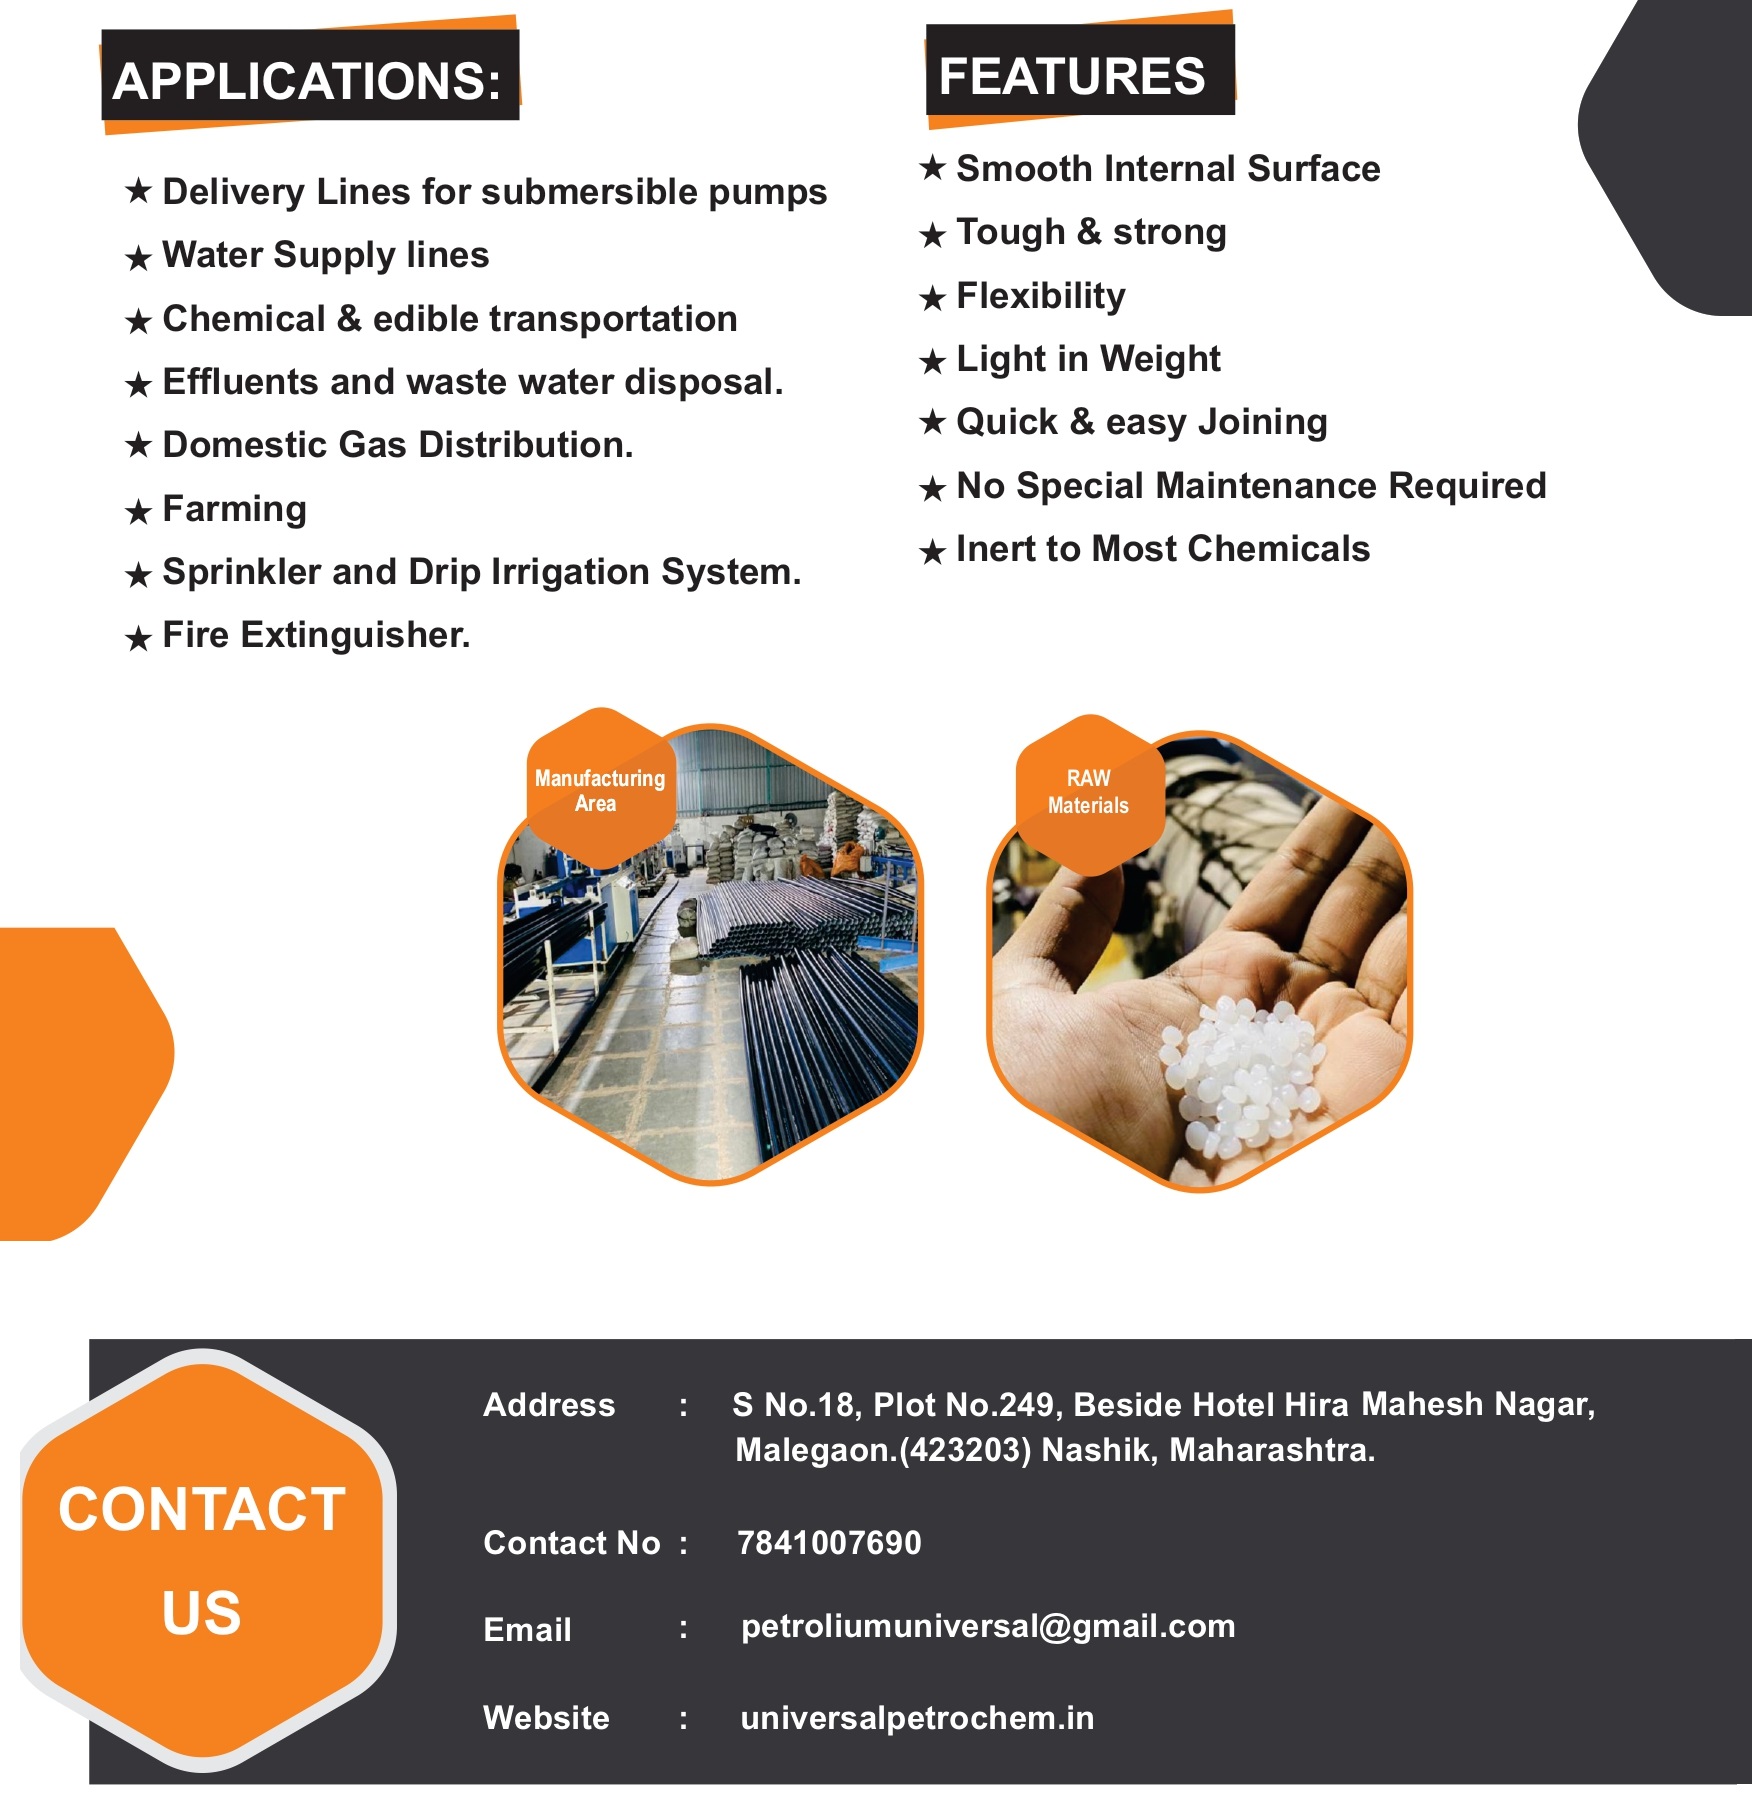 APPLICATIONS:
★ Delivery Lines for submersible pumps
★ Water Supply lines
★ Chemical & edible transportation
★ Effluents and waste water disposal.
★ Domestic Gas Distribution.
★ Farming
★ Sprinkler and Drip Irrigation System.
★ Fire Extinguisher.
FEATURES
★ Smooth Internal Surface
★ Tough & strong
★ Flexibility
★ Light in Weight
★ Quick & easy Joining
★ No Special Maintenance Required
★ Inert to Most Chemicals
Manufacturing
Area
RAW
Materials
CONTACT
US
Address : S No.18, Plot No.249, Beside Hotel Hira Mahesh Nagar,
Malegaon.(423203) Nashik, Maharashtra.
Contact No : 7841007690
Email : petroliumuniversal@gmail.com
Website : universalpetrochem.in